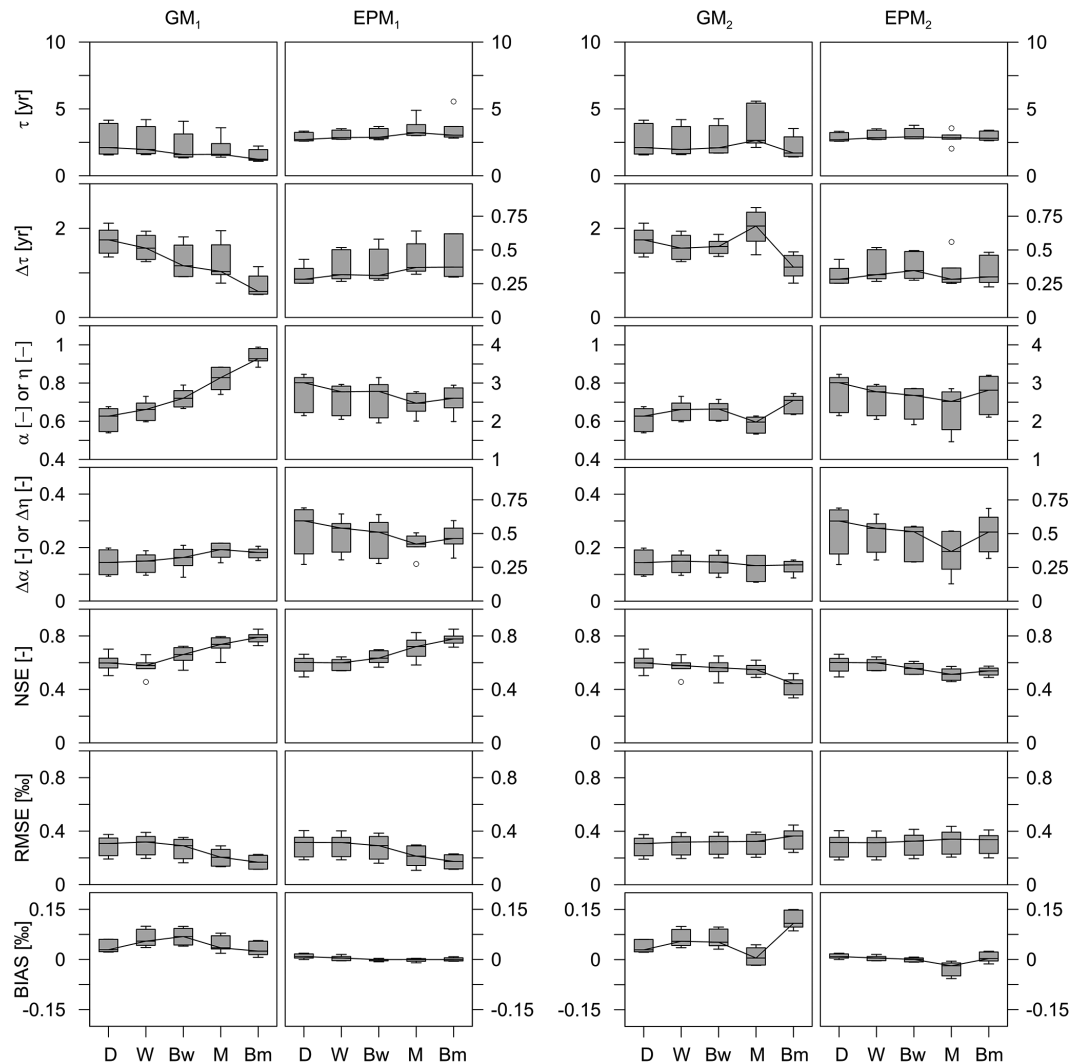 GM₁ EPM₁ GM₂ EPM₂
10 10 10 10
τ [yr]
5 5 5 5
0 0 0 0
Δτ [yr]
2 0.75 2 0.75
0.5 0.5
0.25 0.25
0 0
α [–] or η [–]
1 4 1 4
0.8 3 0.8 3
0.6 2 0.6 2
0.4 1 0.4 1
Δα [-] or Δη [-]
0.4 0.75 0.4 0.75
0.2 0.5 0.2 0.5
0.25 0.25
0 0
NSE [-]
0.8 0.8 0.8 0.8
0.4 0.4 0.4 0.4
0 0 0 0
RMSE [‰]
0.8 0.8 0.8 0.8
0.4 0.4 0.4 0.4
0 0 0 0
BIAS [‰]
0.15 0.15 0.15 0.15
0 0 0 0
-0.15 -0.15 -0.15 -0.15
D W Bw M Bm D W Bw M Bm D W Bw M Bm D W Bw M Bm